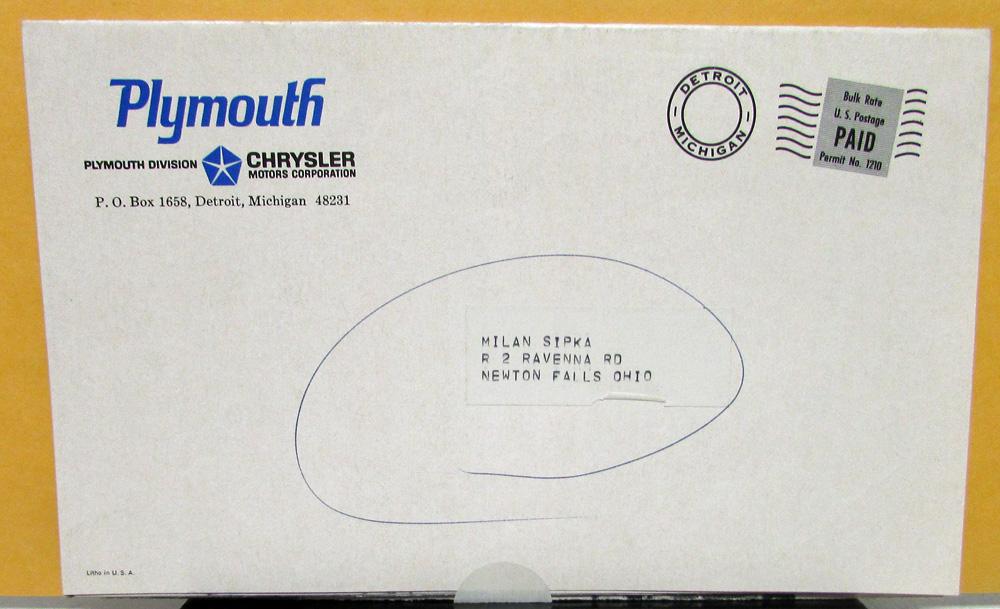 Plymouth
PLYMOUTH DIVISION CHRYSLER
MOTORS CORPORATION
P. O. Box 1658, Detroit, Michigan 48231
DETROIT
MICHIGAN
Bulk Rate
U. S. Postage
PAID
Permit No. 1210
MILAN SIPKA
R 2 RAVENNA RD
NEWTON FALLS OHIO
Litho in U. S. A.